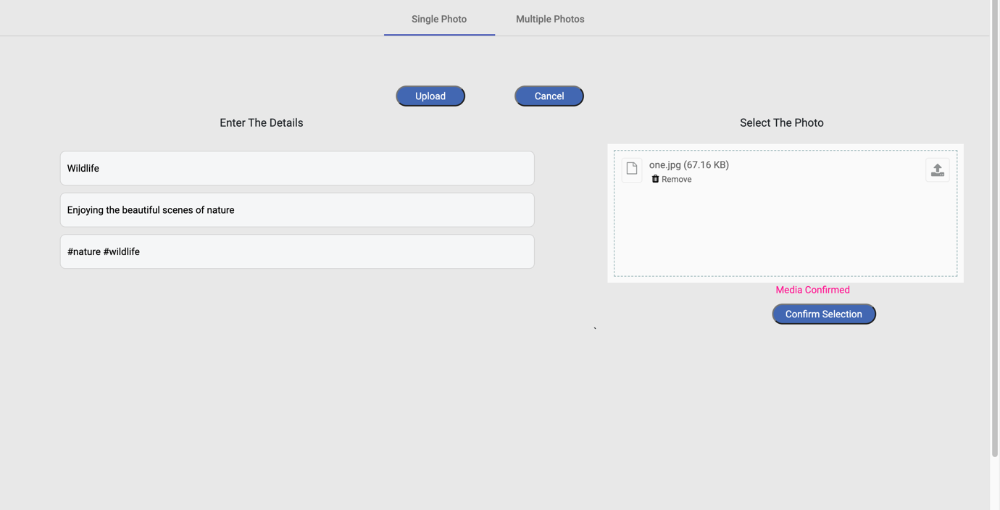 Single Photo Multiple Photos
Upload Cancel
Enter The Details
Select The Photo
Wildlife
Enjoying the beautiful scenes of nature
#nature #wildlife
one.jpg (67.16 KB)
Remove
Media Confirmed
Confirm Selection
`